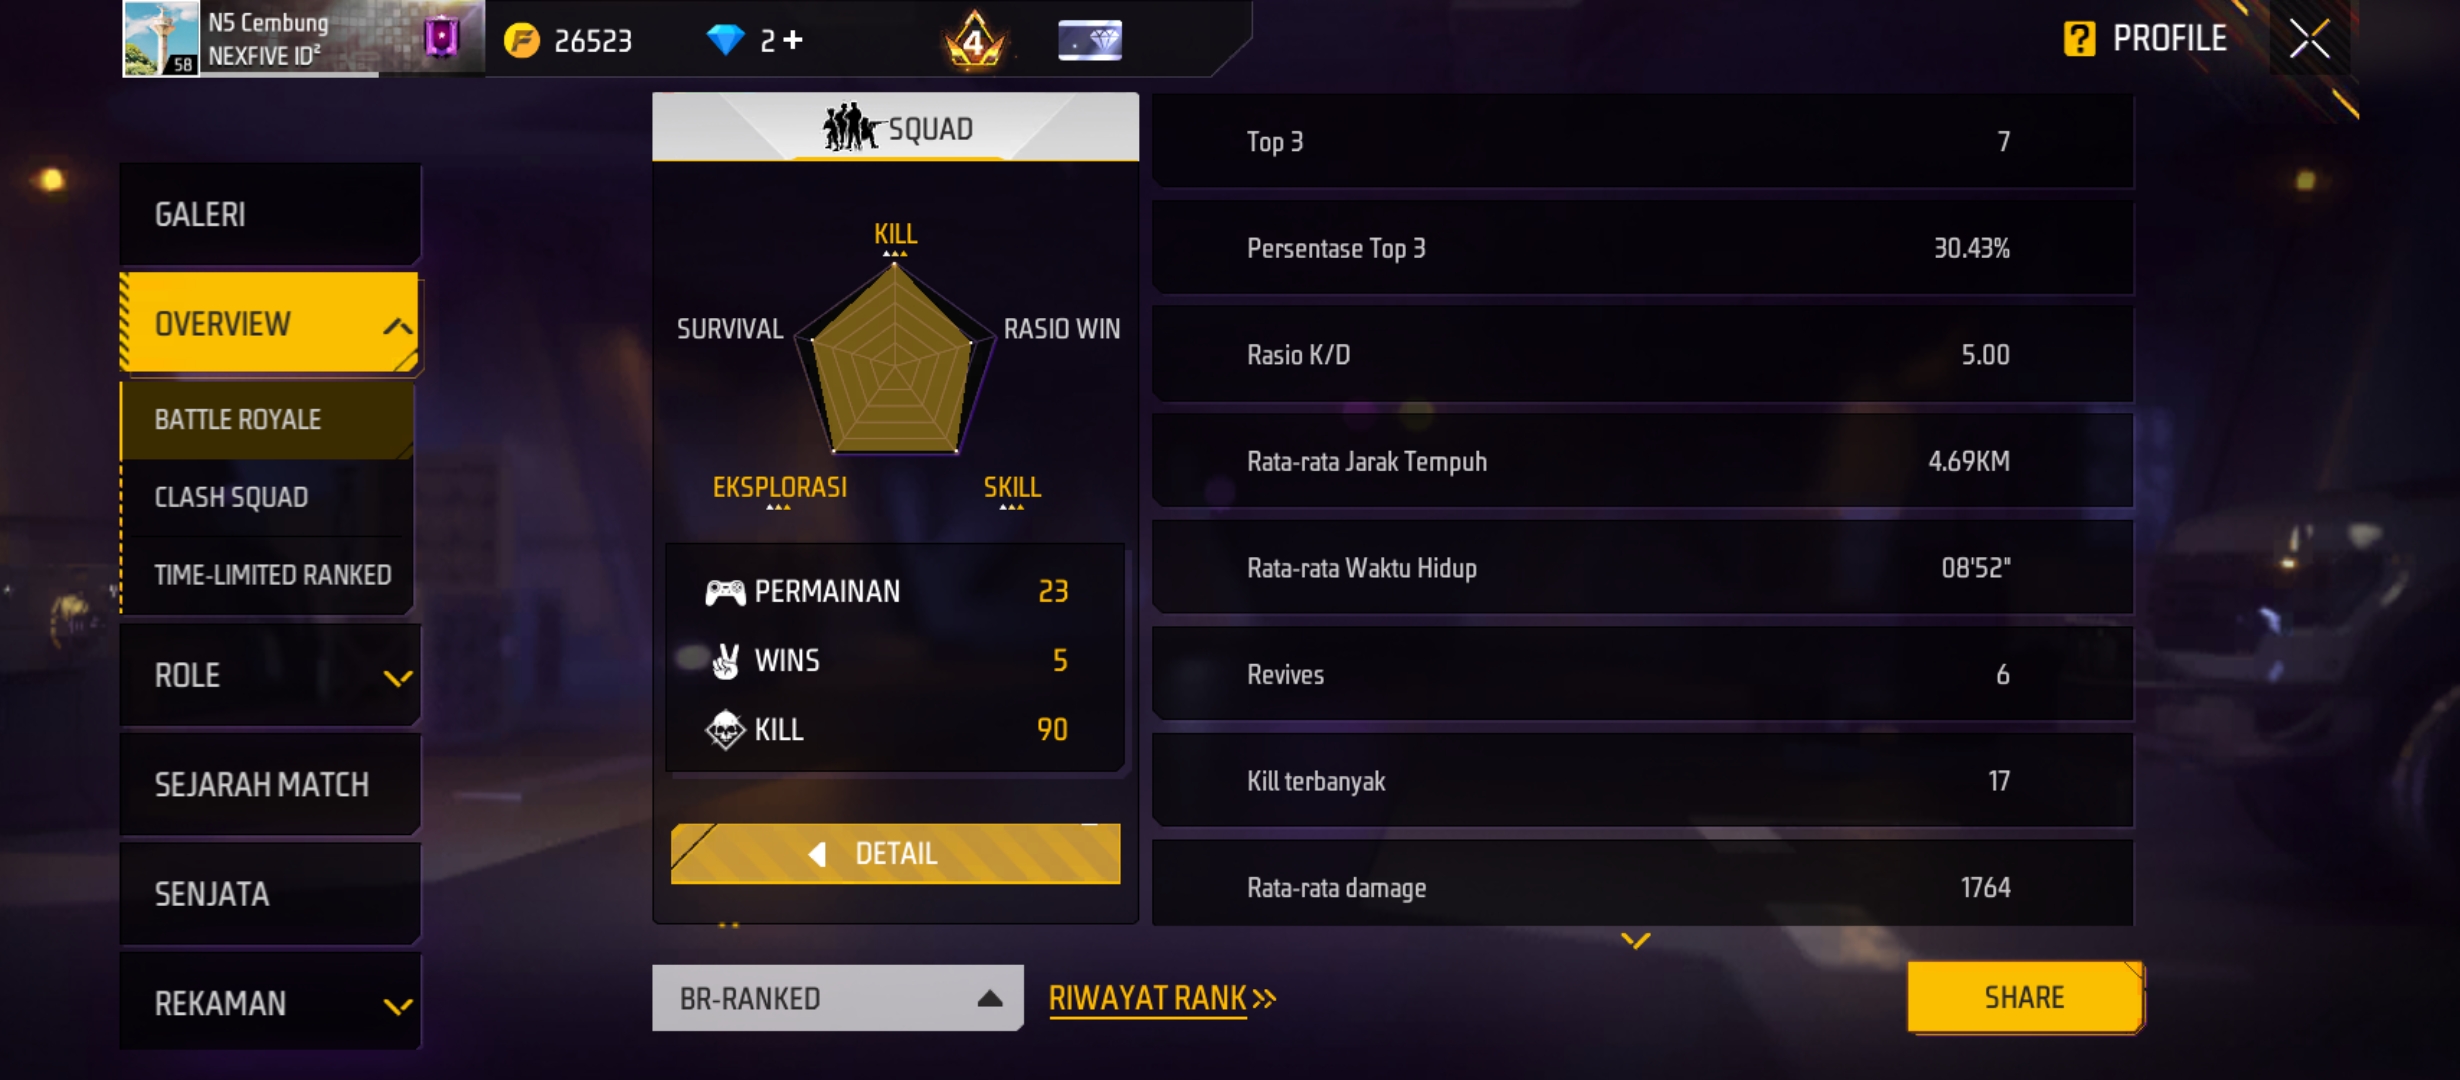 N5 Cembung
NEXFIVE ID²
58
26523
2+
4
PROFILE
GALERI
OVERVIEW
BATTLE ROYALE
CLASH SQUAD
TIME-LIMITED RANKED
ROLE
SEJARAH MATCH
SENJATA
REKAMAN
SQUAD
KILL
SURVIVAL
RASIO WIN
EKSPLORASI
SKILL
PERMAINAN 23
WINS 5
KILL 90
DETAIL
BR-RANKED
RIWAYAT RANK
Top 3 7
Persentase Top 3 30.43%
Rasio K/D 5.00
Rata-rata Jarak Tempuh 4.69KM
Rata-rata Waktu Hidup 08'52"
Revives 6
Kill terbanyak 17
Rata-rata damage 1764
SHARE